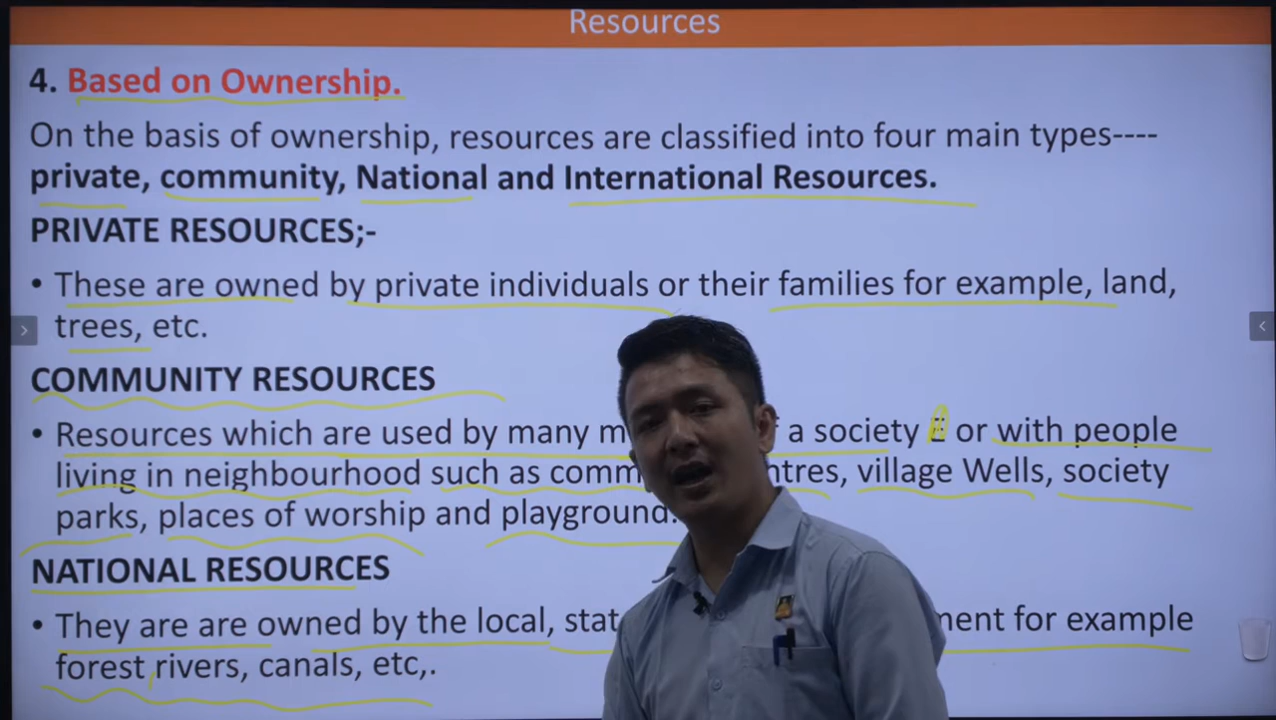 Resources
4. Based on Ownership.
On the basis of ownership, resources are classified into four main types----
private, community, National and International Resources.
PRIVATE RESOURCES;-
• These are owned by private individuals or their families for example, land,
trees, etc.
COMMUNITY RESOURCES
• Resources which are used by many a society or with people
living in neighbourhood such as village Wells, society
parks, places of worship and playground.
NATIONAL RESOURCES
• They are are owned by the local, for example
forest rivers, canals, etc,.